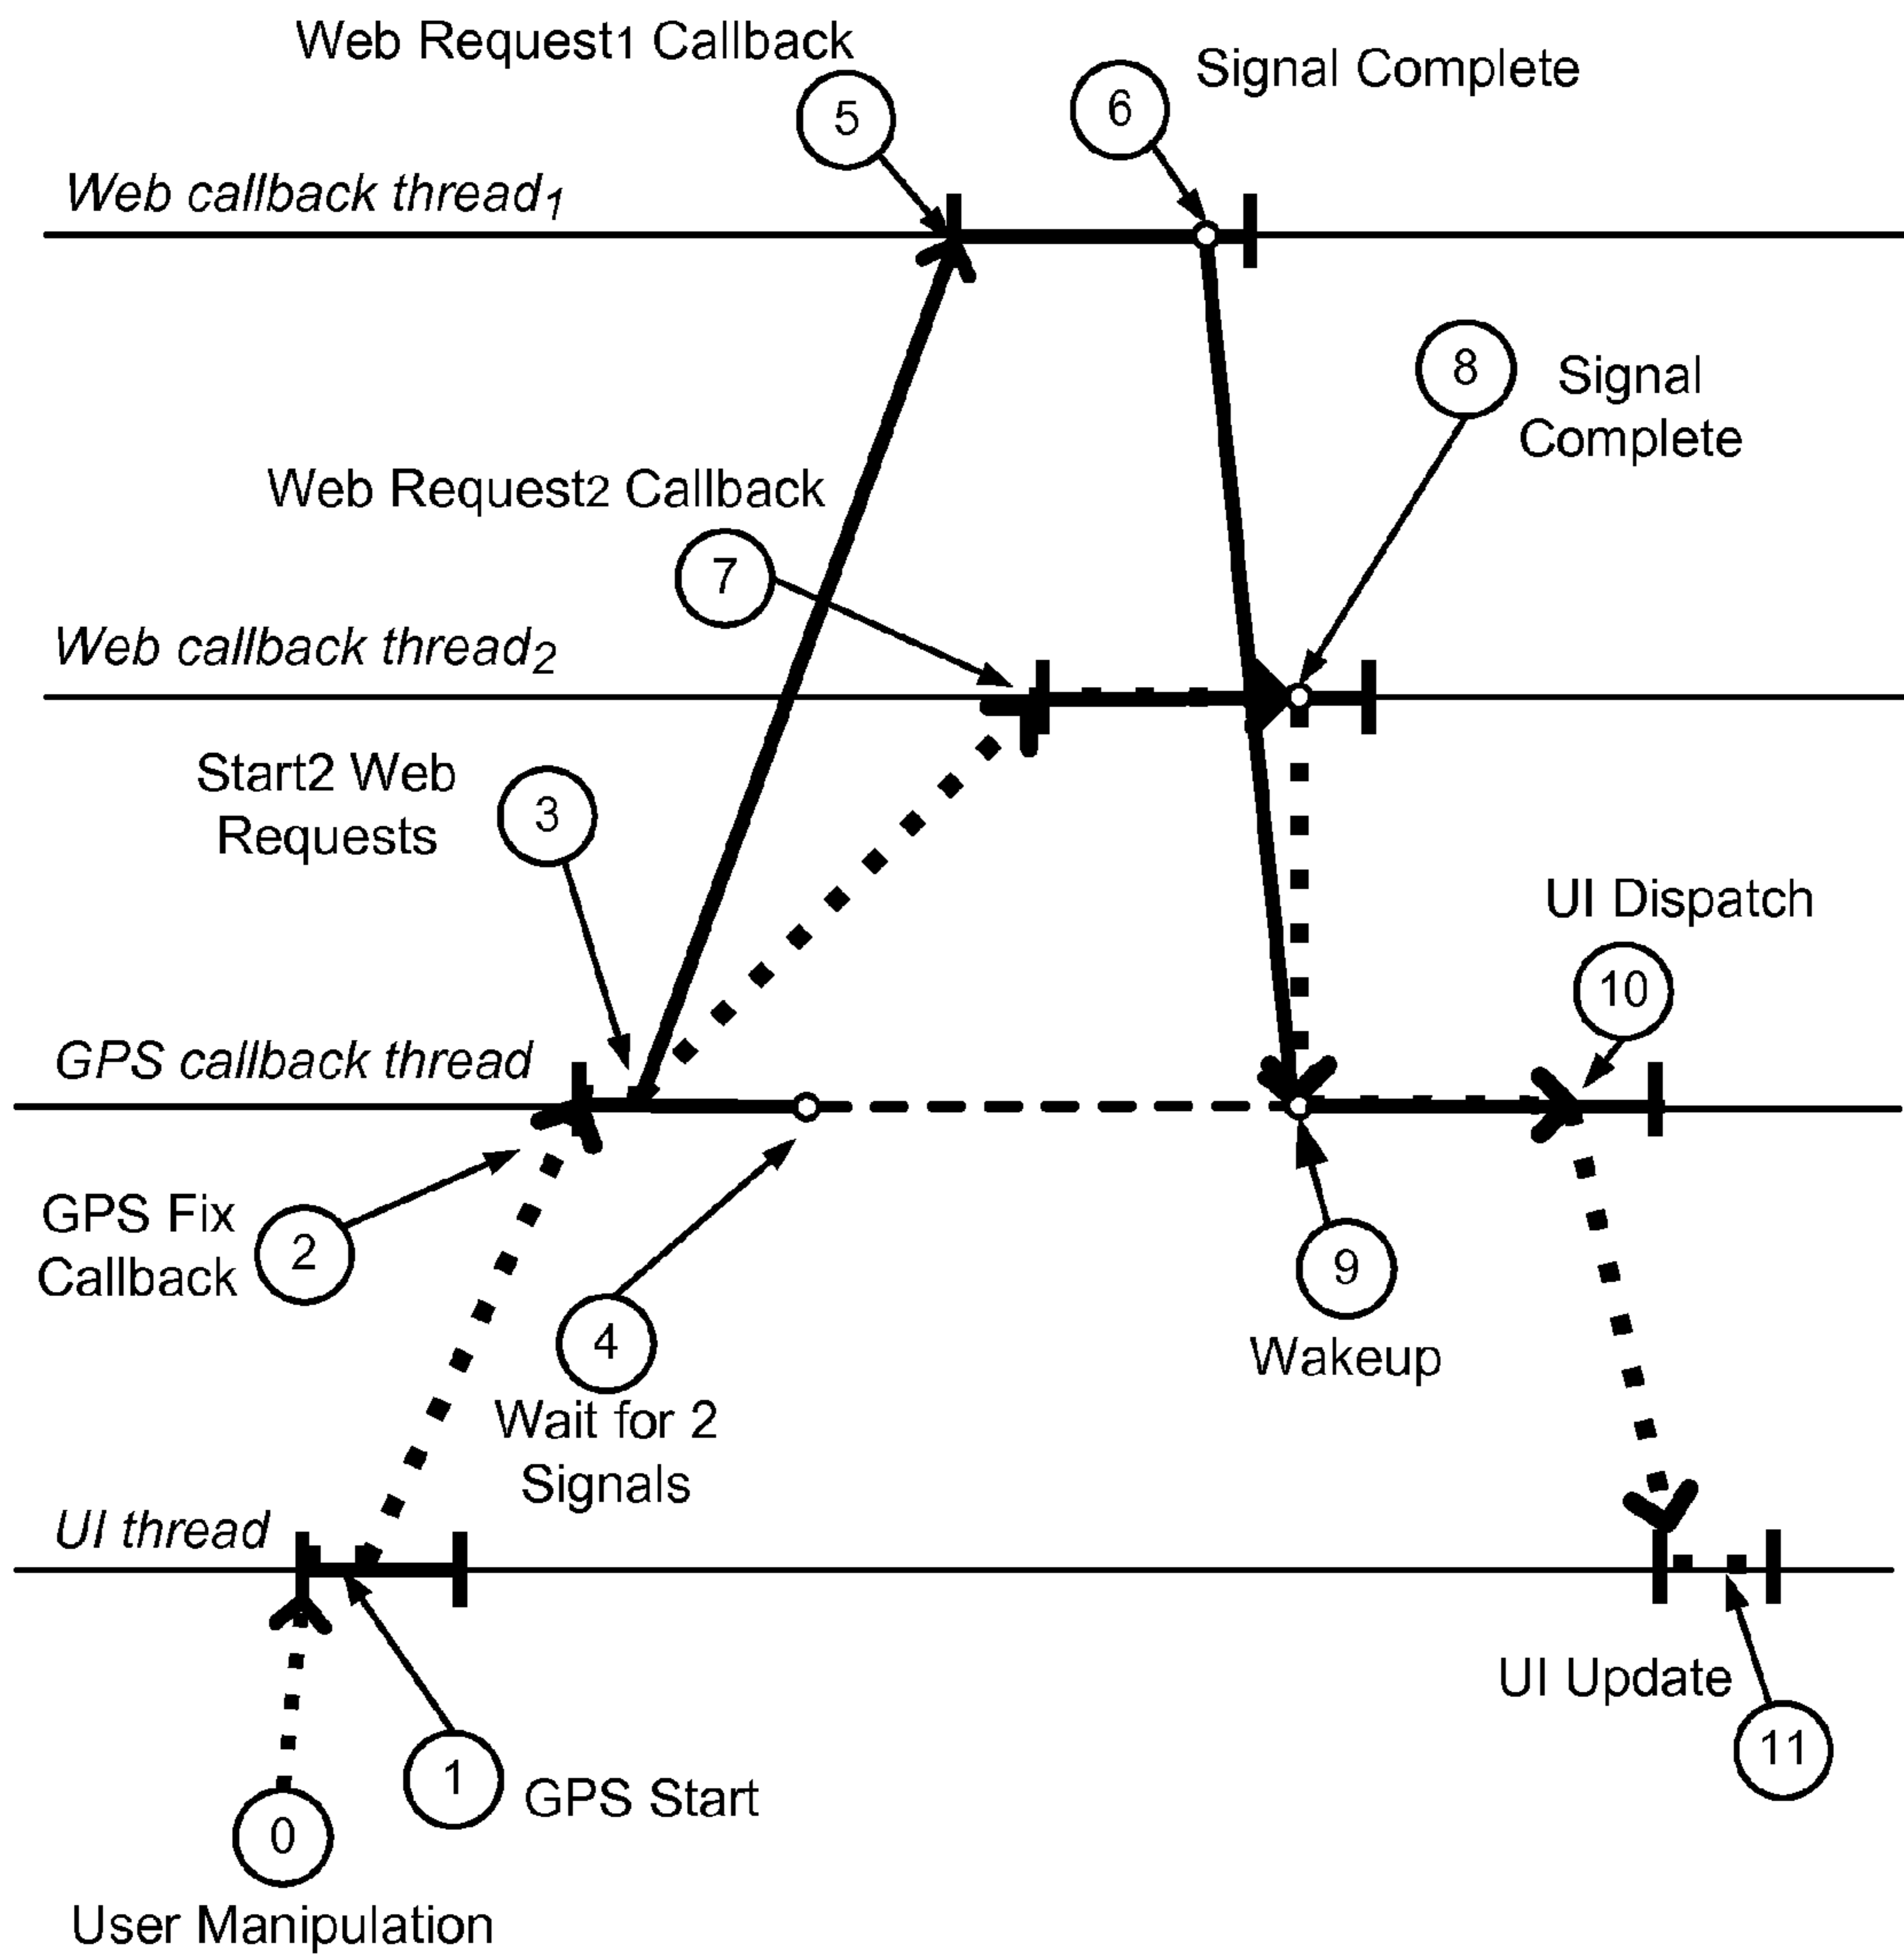 Web Request1 Callback
Signal Complete
5
6
Web callback thread1
8
Signal
Complete
Web Request2 Callback
7
Web callback thread2
Start2 Web
Requests
3
UI Dispatch
10
GPS callback thread
GPS Fix
Callback
2
4
9
Wait for 2
Signals
Wakeup
UI thread
UI Update
11
1
GPS Start
0
User Manipulation